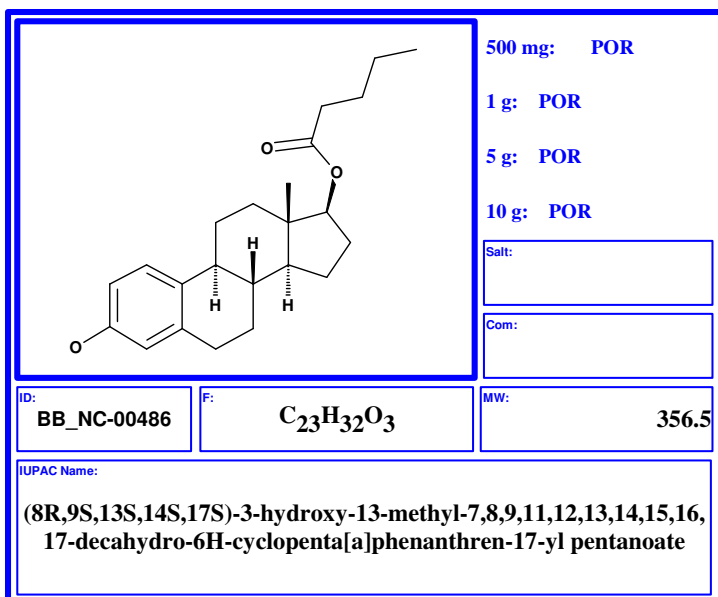 O
O
H
H
H
O
500 mg: POR
1 g: POR
5 g: POR
10 g: POR
Salt:
Com:
ID:
BB_NC-00486
F:
C23H32O3
MW:
356.5
IUPAC Name:
(8R,9S,13S,14S,17S)-3-hydroxy-13-methyl-7,8,9,11,12,13,14,15,16,
17-decahydro-6H-cyclopenta[a]phenanthren-17-yl pentanoate